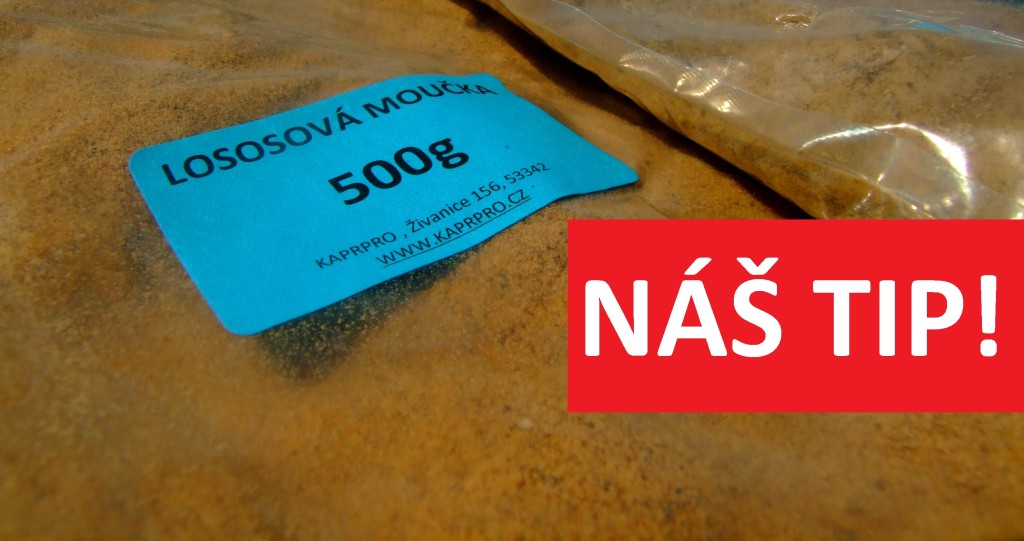 LOSOSOVÁ MOUČKA
500g
KAPRPRO , Živanice 156, 53342
WWW.KAPRPRO.CZ
NÁŠ TIP!